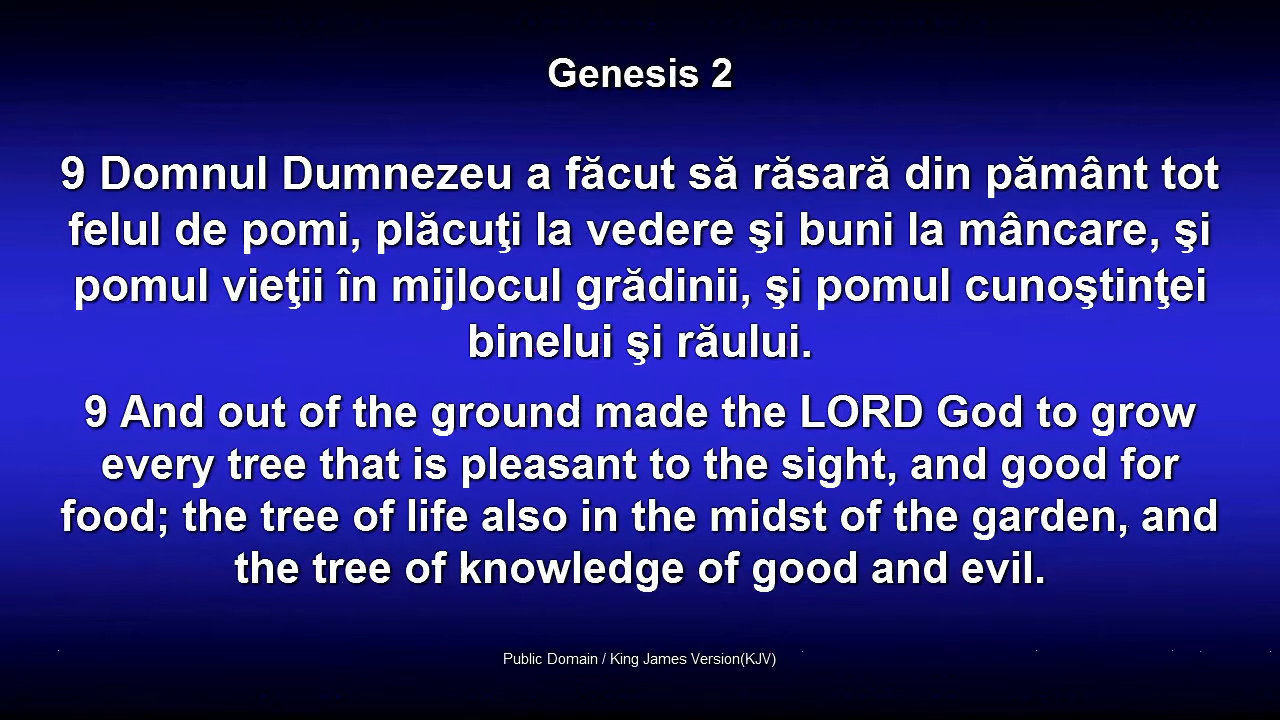 Genesis 2
9 Domnul Dumnezeu a făcut să răsară din pământ tot
felul de pomi, plăcuţi la vedere şi buni la mâncare, şi
pomul vieţii în mijlocul grădinii, şi pomul cunoştinţei
binelui şi răului.
9 And out of the ground made the LORD God to grow
every tree that is pleasant to the sight, and good for
food; the tree of life also in the midst of the garden, and
the tree of knowledge of good and evil.
Public Domain / King James Version(KJV)